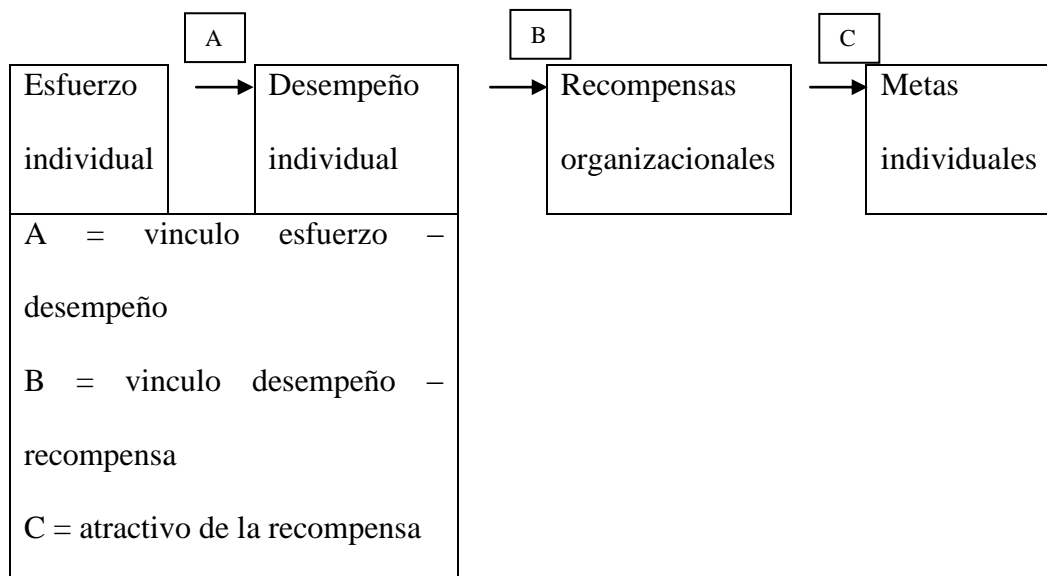 A
B
C
Esfuerzo
individual
Desempeño
individual
Recompensas
organizacionales
Metas
individuales
A = vinculo esfuerzo –
desempeño
B = vinculo desempeño –
recompensa
C = atractivo de la recompensa